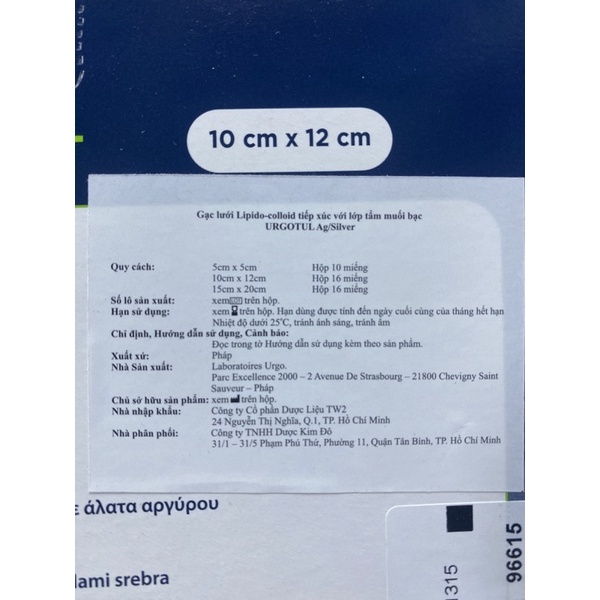 10 cm x 12 cm
Gạc lưới Lipido-colloid tiếp xúc với lớp tẩm muối bạc
URGOTUL Ag/Silver
Quy cách: 5cm x 5cm Hộp 10 miếng
10cm x 12cm Hộp 16 miếng
15cm x 20cm Hộp 16 miếng
Số lô sản xuất: xem LOT trên hộp.
Hạn sử dụng: xem trên hộp. Hạn dùng được tính đến ngày cuối cùng của tháng hết hạn
Nhiệt độ dưới 25°C, tránh ánh sáng, tránh ẩm
Chỉ định, Hướng dẫn sử dụng, Cảnh báo:
Đọc trong tờ Hướng dẫn sử dụng kèm theo sản phẩm.
Xuất xứ: Pháp
Nhà Sản xuất: Laboratoires Urgo.
Parc Excellence 2000 – 2 Avenue De Strasbourg – 21800 Chevigny Saint
Sauveur – Pháp
Chủ sở hữu sản phẩm: xem trên hộp.
Nhà nhập khẩu: Công ty Cổ phần Dược Liệu TW2
24 Nguyễn Thị Nghĩa, Q.1, TP. Hồ Chí Minh
Nhà phân phối: Công ty TNHH Dược Kim Đô
31/1 – 31/5 Phạm Phú Thứ, Phường 11, Quận Tân Bình, TP. Hồ Chí Minh
ε άλατα αργύρου
lami srebra
1315
96615